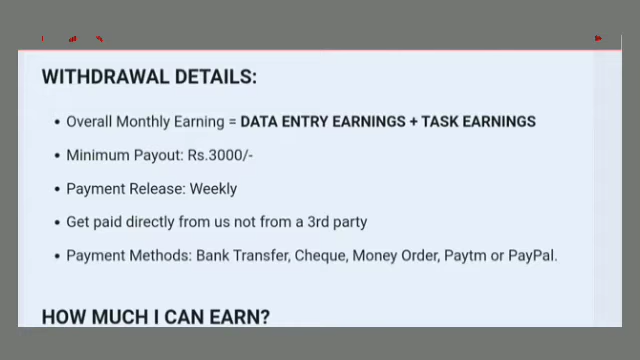 WITHDRAWAL DETAILS:
• Overall Monthly Earning = DATA ENTRY EARNINGS + TASK EARNINGS
• Minimum Payout: Rs.3000/-
• Payment Release: Weekly
• Get paid directly from us not from a 3rd party
• Payment Methods: Bank Transfer, Cheque, Money Order, Paytm or PayPal.
HOW MUCH I CAN EARN?